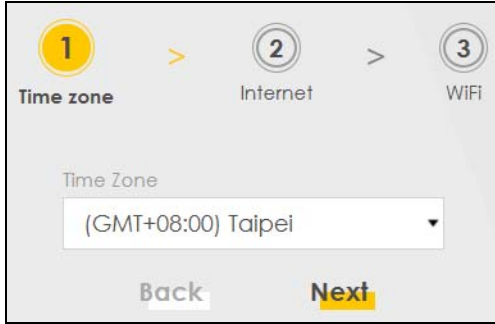 1 > 2 > 3
Time zone Internet WiFi
Time Zone
(GMT+08:00) Taipei
Back Next